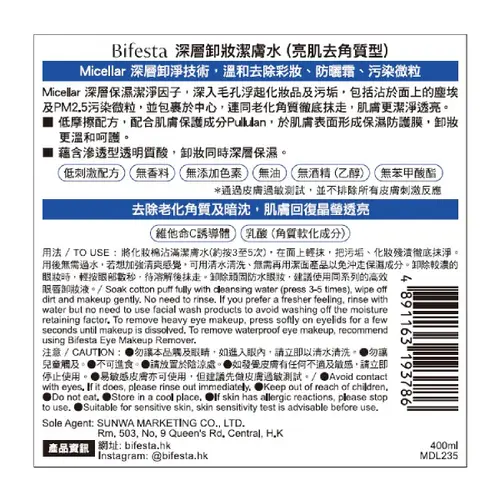 Bifesta 深層卸妝潔膚水 (亮肌去角質型)
Micellar 深層卸淨技術，溫和去除彩妝、防曬霜、污染微粒
Micellar 深層保濕潔淨因子，深入毛孔浮起化妝品及污垢，包括沾於面上的塵埃
及PM2.5污染微粒，並包裹於中心，連同老化角質徹底抹走，肌膚更潔淨透亮。
■ 低摩擦配方，配合肌膚保護成分Pullulan，於肌膚表面形成保濕防護膜，卸妝
更溫和呵護。
■ 蘊含滲透型透明質酸，卸妝同時深層保濕。
低刺激配方 無香料 無添加色素 無油 無酒精 (乙醇) 無苯甲酸酯
*通過皮膚過敏測試，並不排除所有皮膚刺激反應
去除老化角質及暗沈，肌膚回復晶瑩透亮
維他命C誘導體 乳酸 (角質軟化成分)
用法 / TO USE : 將化妝棉沾滿潔膚水(約按3至5次)，在面上輕抹，把污垢、化妝殘漬徹底抹淨。
用後無需過水，若想加強清爽感覺，可用清水清洗、無需再用潔面產品以免沖走保濕成分。卸除較濃的
眼妝時，輕按眼部數秒，待溶解後抹走。卸除頑固防水眼妝，建議使用同系列的高效
眼唇卸妝液。/ Soak cotton puff fully with cleansing water (press 3-5 times), wipe off
dirt and makeup gently. No need to rinse. If you prefer a fresher feeling, rinse with
water but no need to use facial wash products to avoid washing off the moisture
retaining factor. To remove heavy eye makeup, press softly on eyelids for a few
seconds until makeup is dissolved. To remove waterproof eye makeup, recommend
using Bifesta Eye Makeup Remover.
注意 / CAUTION : ●勿讓本品觸及眼睛，如進入眼內，請立即以清水清洗。●勿讓
兒童觸及。●不可進食。●請放置於陰涼處。●如發覺皮膚有任何不適及敏感，請立即
停止使用。●易敏感皮膚亦可使用，但建議先做皮膚過敏測試。/ ●Avoid contact
with eyes. If it does, please rinse out immediately. ●Keep out of reach of children.
●Do not eat. ●Store in a cool place. ●If skin has allergic reactions, please stop
to use. ●Suitable for sensitive skin, skin sensitivity test is advisable before use.
Sole Agent: SUNWA MARKETING CO., LTD.
Rm, 503, No, 9 Queen's Rd, Central, H.K
產品資訊 網址: bifesta.hk
Instagram: @bifesta.hk
400ml
MDL235
4891163193786